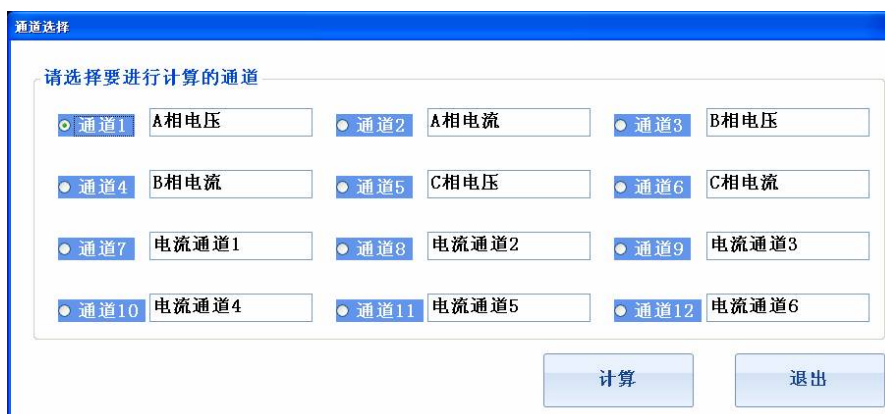 通道选择
请选择要进行计算的通道
通道1 A相电压 通道2 A相电流 通道3 B相电压
通道4 B相电流 通道5 C相电压 通道6 C相电流
通道7 电流通道1 通道8 电流通道2 通道9 电流通道3
通道10 电流通道4 通道11 电流通道5 通道12 电流通道6
计算 退出